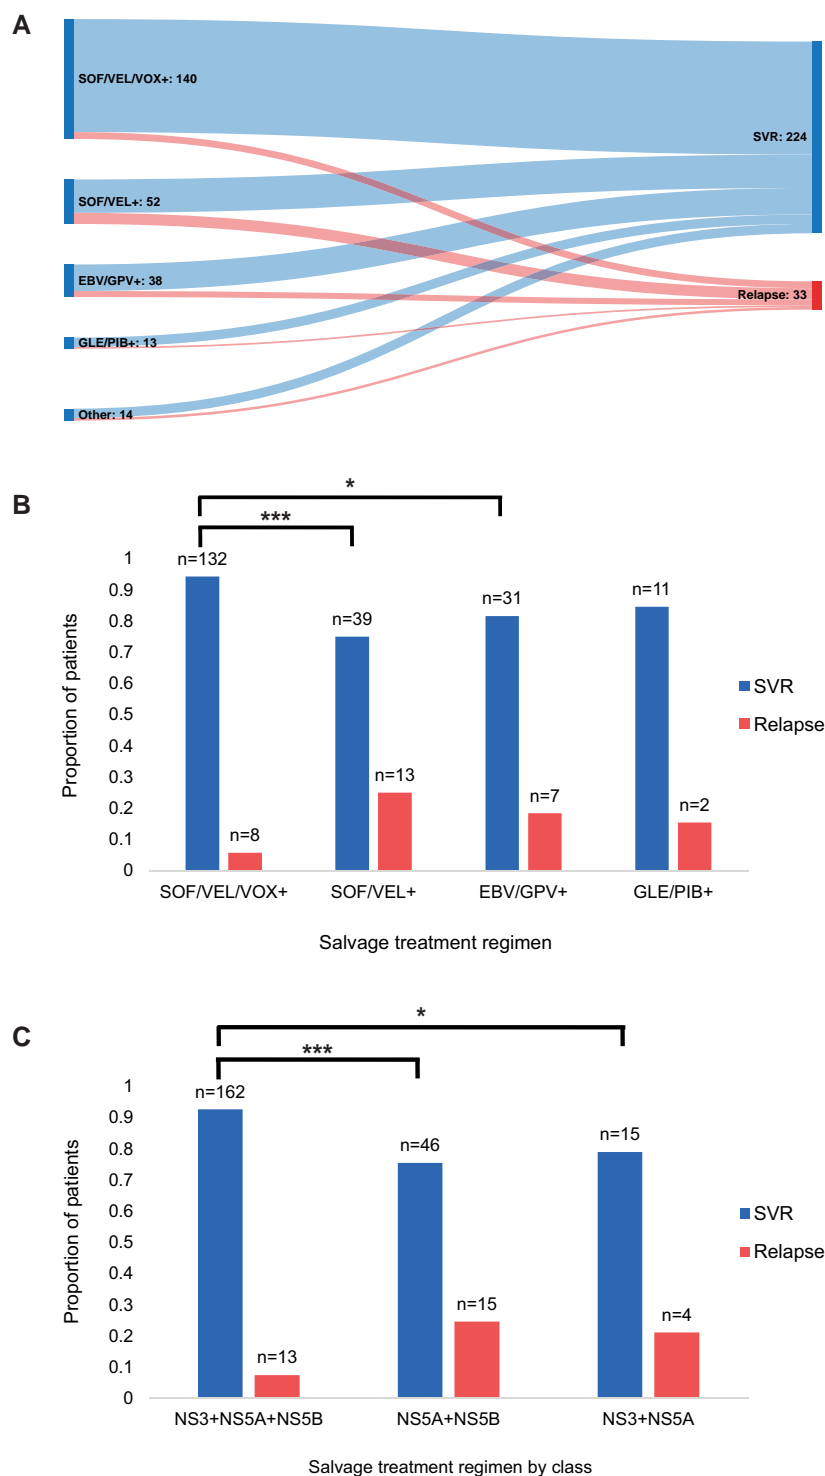 A
SOF/VEL/VOX+: 140
SVR: 224
SOF/VEL+: 52
EBV/GPV+: 38
Relapse: 33
GLE/PIB+: 13
Other: 14
B
*
***
Proportion of patients
1
0.9
0.8
0.7
0.6
0.5
0.4
0.3
0.2
0.1
0
n=132
n=8
n=39
n=13
n=31
n=7
n=11
n=2
SVR
Relapse
SOF/VEL/VOX+ SOF/VEL+ EBV/GPV+ GLE/PIB+
Salvage treatment regimen
C
*
***
Proportion of patients
1
0.9
0.8
0.7
0.6
0.5
0.4
0.3
0.2
0.1
0
n=162
n=13
n=46
n=15
n=15
n=4
SVR
Relapse
NS3+NS5A+NS5B NS5A+NS5B NS3+NS5A
Salvage treatment regimen by class